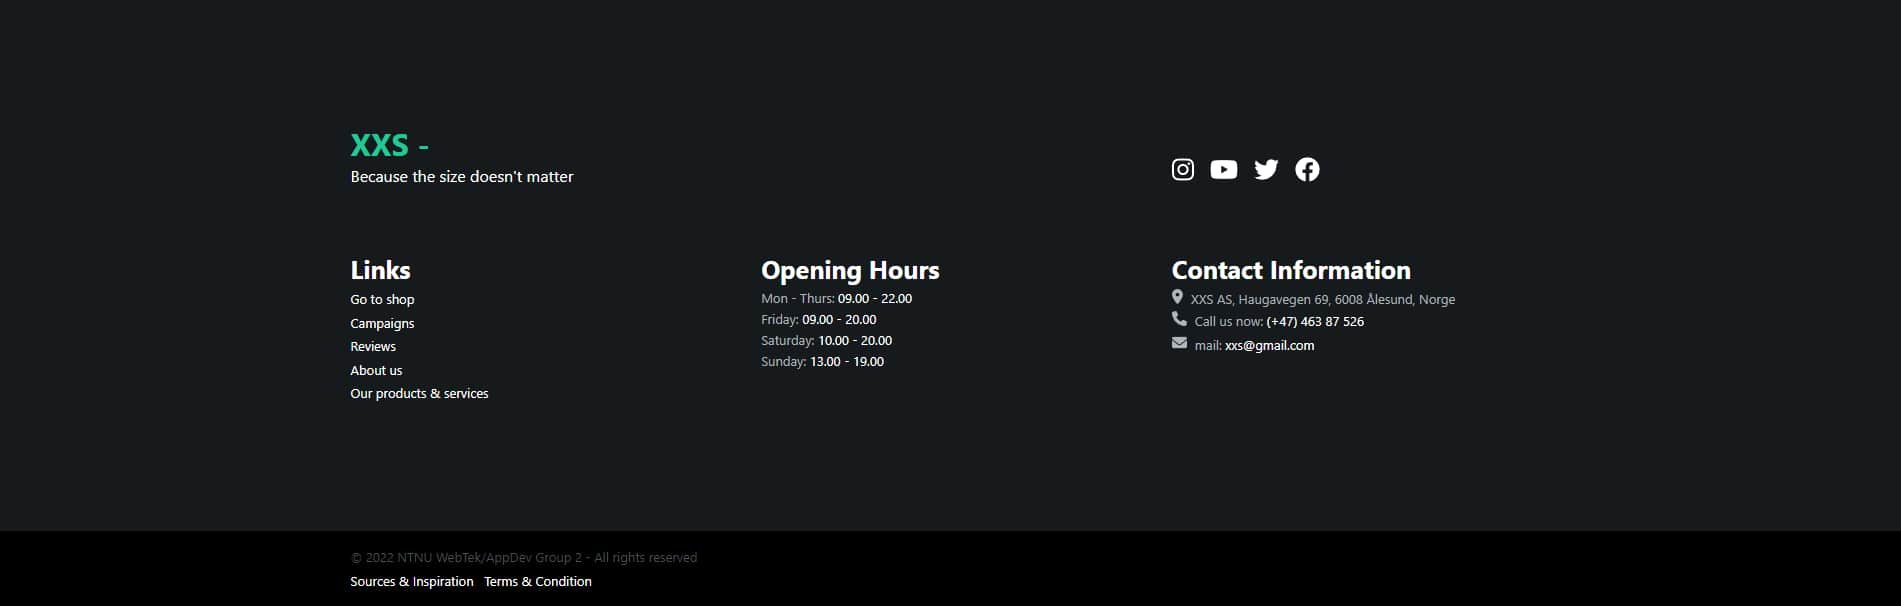 XXS -
Because the size doesn't matter
Links
Go to shop
Campaigns
Reviews
About us
Our products & services
Opening Hours
Mon - Thurs: 09.00 - 22.00
Friday: 09.00 - 20.00
Saturday: 10.00 - 20.00
Sunday: 13.00 - 19.00
Contact Information
XXS AS, Haugavegen 69, 6008 Ålesund, Norge
Call us now: (+47) 463 87 526
mail: xxs@gmail.com
© 2022 NTNU WebTek/AppDev Group 2 - All rights reserved
Sources & Inspiration Terms & Condition